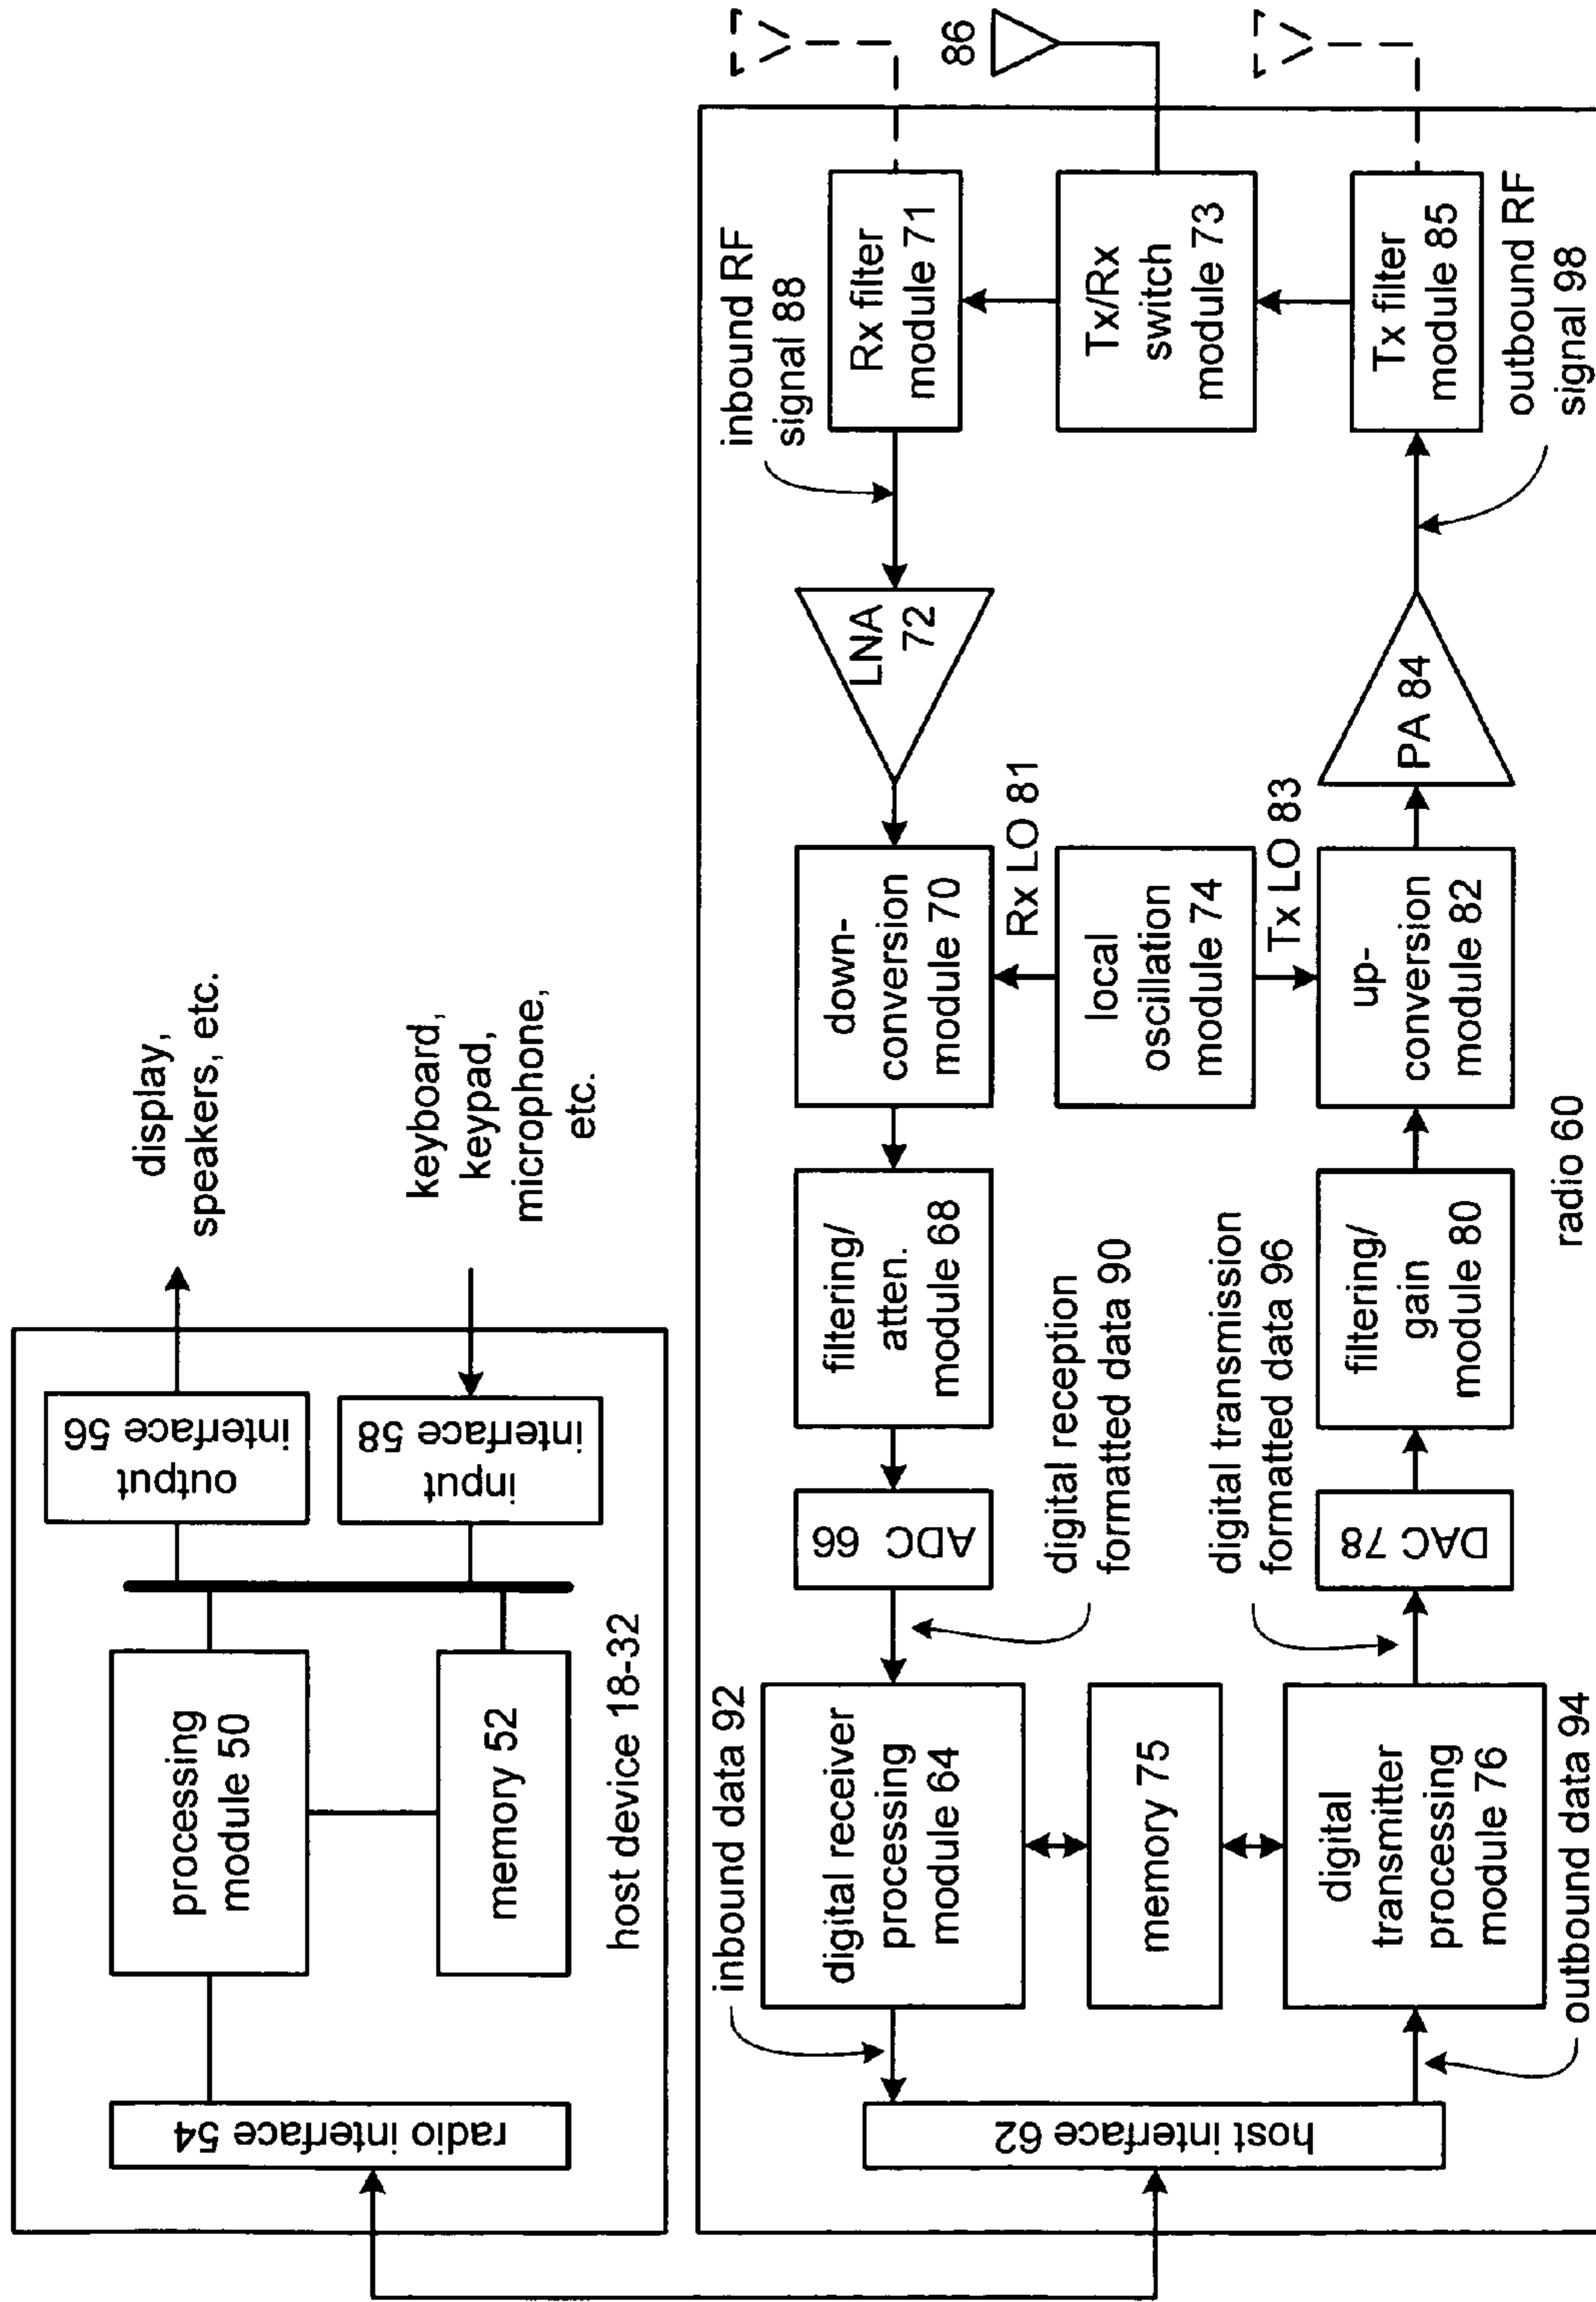 display,
speakers, etc.
keyboard,
keypad,
microphone,
etc.
output
interface 56
input
interface 58
processing
module 50
memory 52
radio interface 54
host device 18-32
86
inbound RF
signal 88
Rx filter
module 71
Tx/Rx
switch
module 73
Tx filter
module 85
outbound RF
signal 98
LNA
72
PA 84
down-
conversion
module 70
Rx LO 81
local
oscillation
module 74
Tx LO 83
up-
conversion
module 82
filtering/
atten.
module 68
filtering/
gain
module 80
radio 60
ADC 66
digital reception
formatted data 90
digital transmission
formatted data 96
DAC 78
inbound data 92
digital receiver
processing
module 64
memory 75
digital
transmitter
processing
module 76
outbound data 94
host interface 62